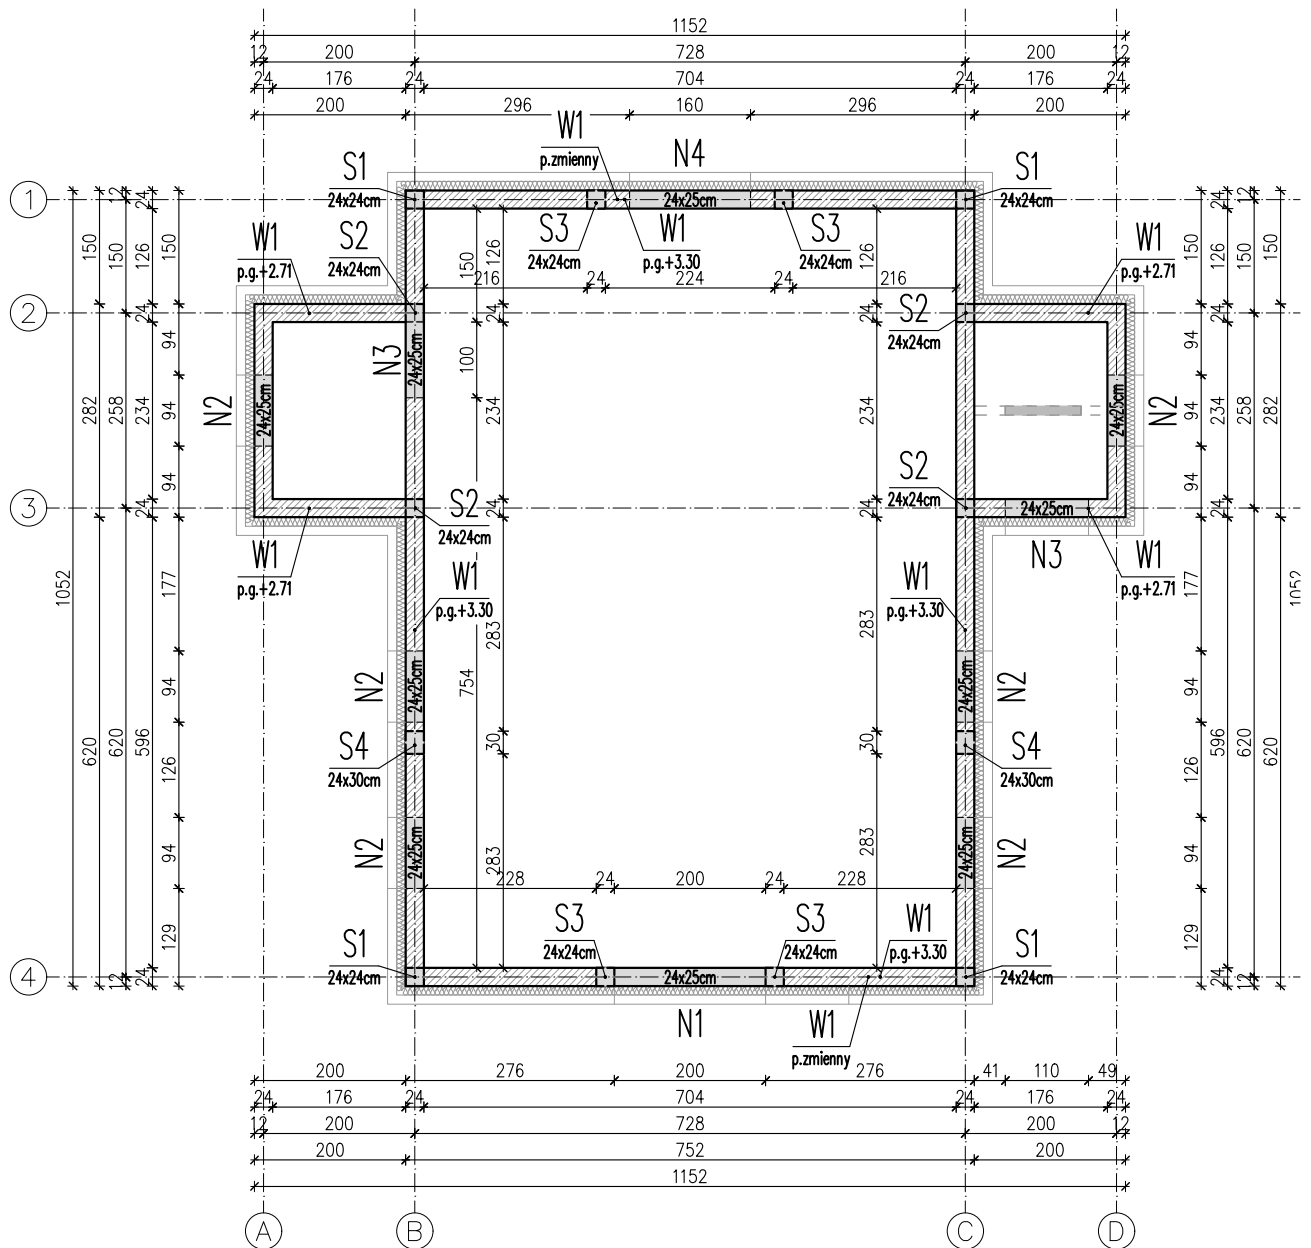 1152
12 200 728 200 12
24 176 24 704 24 176 24
200 296 160 296 200
W1
p.zmienny
N4
S1
24x24cm
S1
24x24cm
1
24x25cm
S3
24x24cm
W1
p.g.+3.30
S3
24x24cm
W1
p.g.+2.71
S2
24x24cm
W1
p.g.+2.71
150 150 12 126 24 150
150 126
126
150 126 24 150 12 150
216 24 224 24 216
2
S2
24x24cm
24 24 24 24
N3
24x25cm
100
94 94
N2
24x25cm
282 258 234 94
234
234
24x25cm
N2
94 234 258 282
94 94
3
S2
24x24cm
S2
24x24cm
24 24 24 24
24x25cm
N3
W1
p.g.+2.71
W1
p.g.+3.30
W1
p.g.+3.30
W1
p.g.+2.71
1052
177
283
283
177
1052
754
N2
24x25cm
24x25cm
N2
94 94
620 620 596 126
S4
24x30cm
30
30
S4
24x30cm
126 596 620 620
N2
24x25cm
24x25cm
N2
94 94
283
283
228 24 200 24 228
129 129
S1
24x24cm
S3
24x24cm
S3
24x24cm
W1
p.g.+3.30
S1
24x24cm
4
12 24
24x25cm
24 12
N1
W1
p.zmienny
200 276 200 276 41 110 49
24 176 24 704 24 176 24
12 200 728 200 12
200 752 200
1152
A B C D